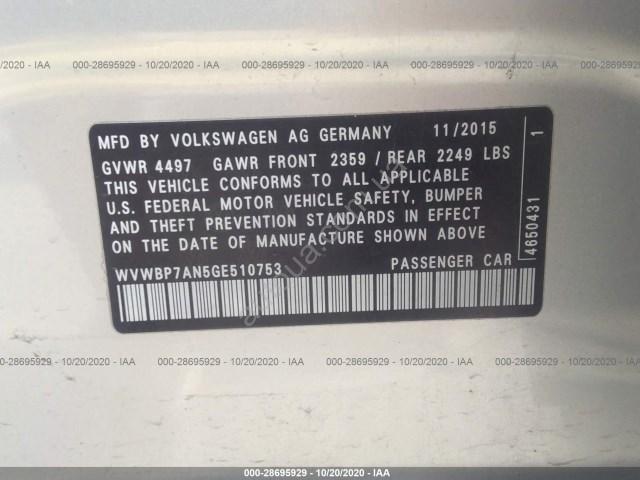 000-28695929 - 10/20/2020 - IAA
MFD BY VOLKSWAGEN AG GERMANY 11/2015
GVWR 4497 GAWR FRONT 2359 / REAR 2249 LBS
THIS VEHICLE CONFORMS TO ALL APPLICABLE
U.S. FEDERAL MOTOR VEHICLE SAFETY, BUMPER
AND THEFT PREVENTION STANDARDS IN EFFECT
ON THE DATE OF MANUFACTURE SHOWN ABOVE
WVWBP7AN5GE510753 PASSENGER CAR
4650431 1
000-28695929 - 10/20/2020 - IAA
000-28695929 - 10/20/2020 - IAA